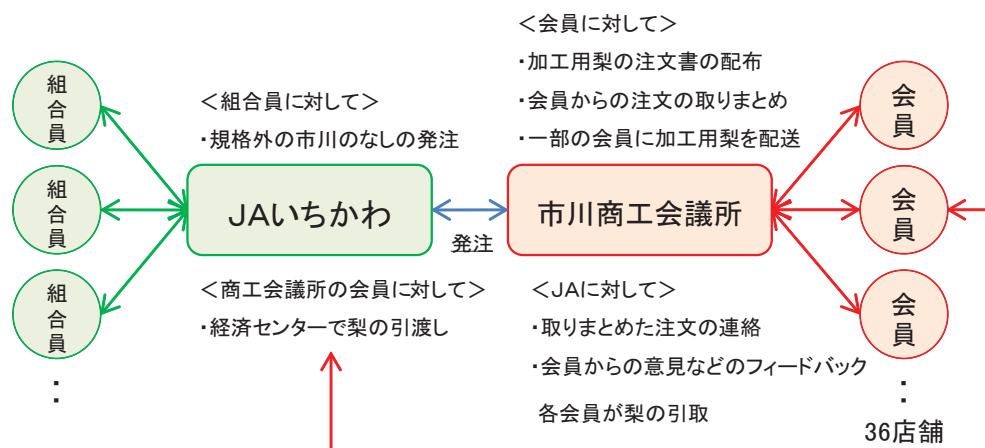 組合員
組合員
組合員
：
＜組合員に対して＞
・規格外の市川のなしの発注
JAいちかわ
＜商工会議所の会員に対して＞
・経済センターで梨の引渡し
発注
＜会員に対して＞
・加工用梨の注文書の配布
・会員からの注文の取りまとめ
・一部の会員に加工用梨を配送
市川商工会議所
＜JAに対して＞
・取りまとめた注文の連絡
・会員からの意見などのフィードバック
各会員が梨の引取
会員
会員
会員
：
36店舗